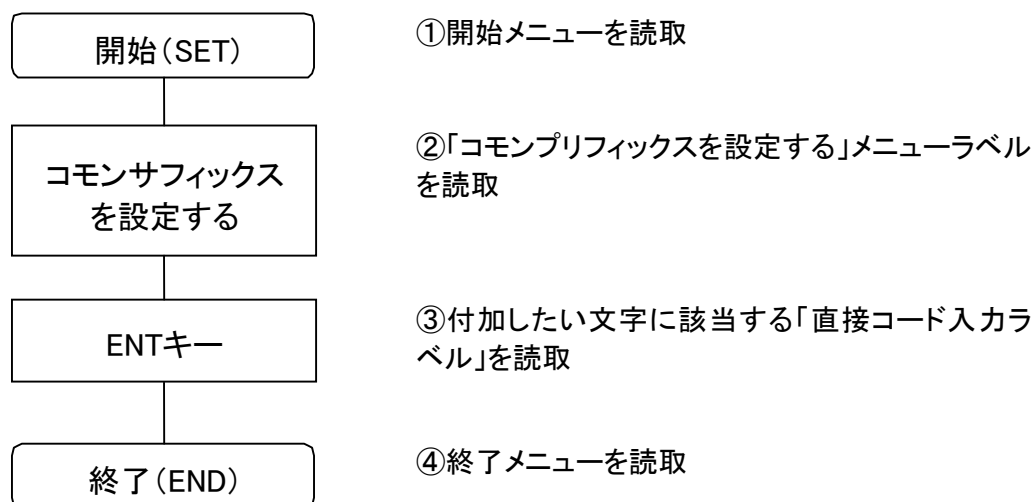 開始(SET)
①開始メニューを読取
コモンサフィックス
を設定する
②「コモンプリフィックスを設定する」メニューラベル
を読取
ENTキー
③付加したい文字に該当する「直接コード入力ラ
ベル」を読取
終了(END)
④終了メニューを読取